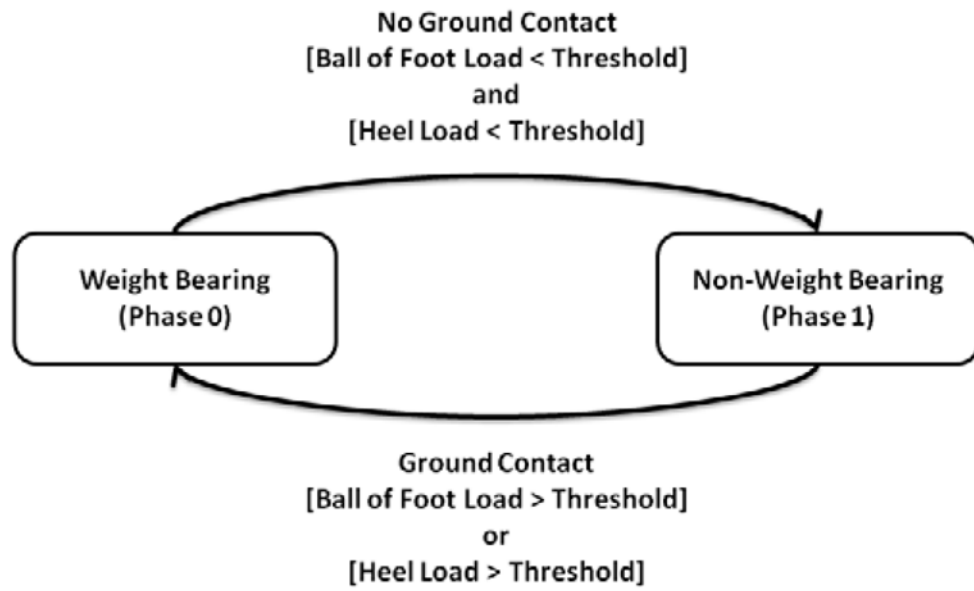 No Ground Contact
[Ball of Foot Load < Threshold]
and
[Heel Load < Threshold]
Weight Bearing
(Phase 0)
Non-Weight Bearing
(Phase 1)
Ground Contact
[Ball of Foot Load > Threshold]
or
[Heel Load > Threshold]